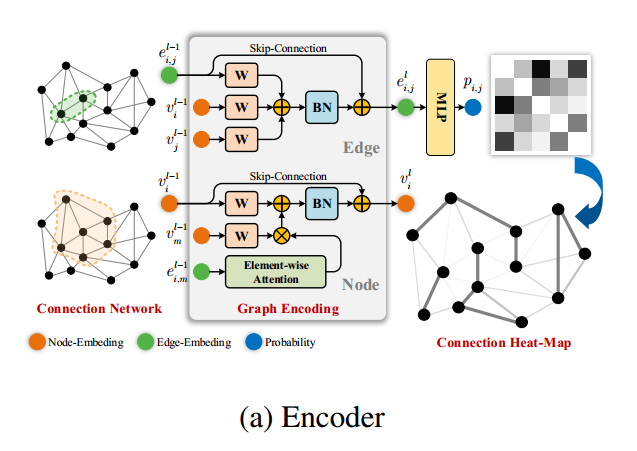 e_{i,j}^{l-1}
Skip-Connection
W
v_i^{l-1}
W
BN
v_j^{l-1}
W
Edge
e_{i,j}^l
MLP
p_{i,j}
v_i^{l-1}
Skip-Connection
W
BN
v_i^l
v_m^{l-1}
W
e_{i,m}^{l-1}
Element-wise
Attention
Node
Connection Network
Graph Encoding
Node-Embeding
Edge-Embeding
Probability
Connection Heat-Map
(a) Encoder